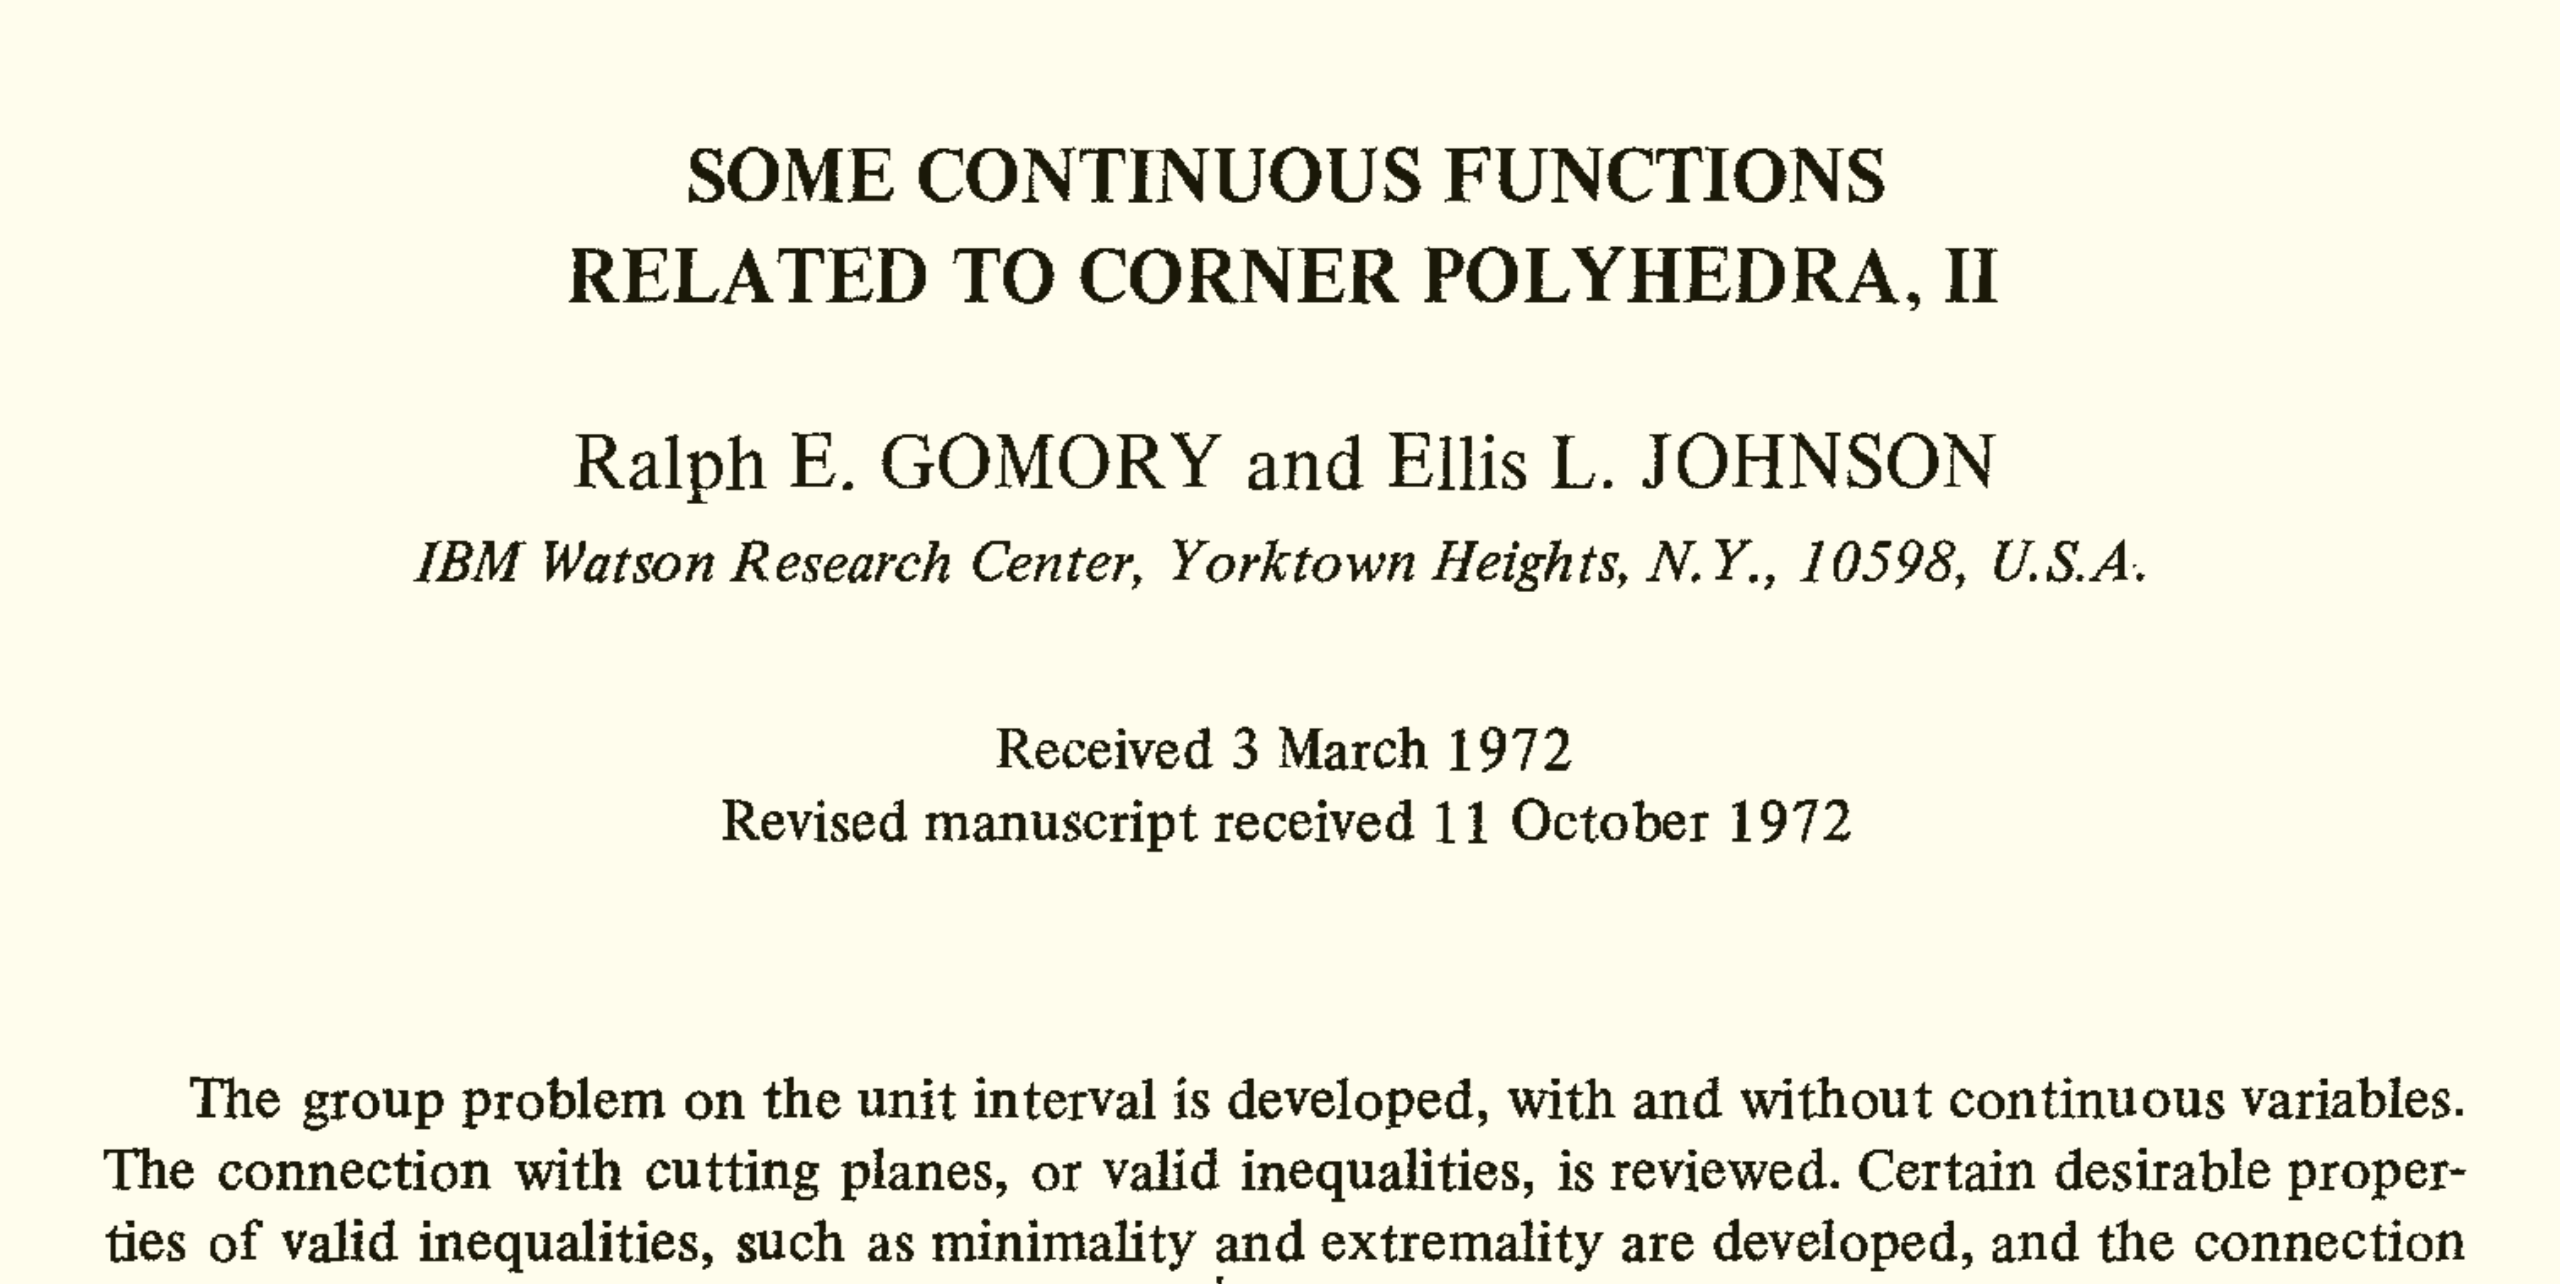 SOME CONTINUOUS FUNCTIONS
RELATED TO CORNER POLYHEDRA, II
Ralph E. GOMORY and Ellis L. JOHNSON
IBM Watson Research Center, Yorktown Heights, N.Y., 10598, U.S.A.
Received 3 March 1972
Revised manuscript received 11 October 1972
The group problem on the unit interval is developed, with and without continuous variables.
The connection with cutting planes, or valid inequalities, is reviewed. Certain desirable proper-
ties of valid inequalities, such as minimality and extremality are developed, and the connection